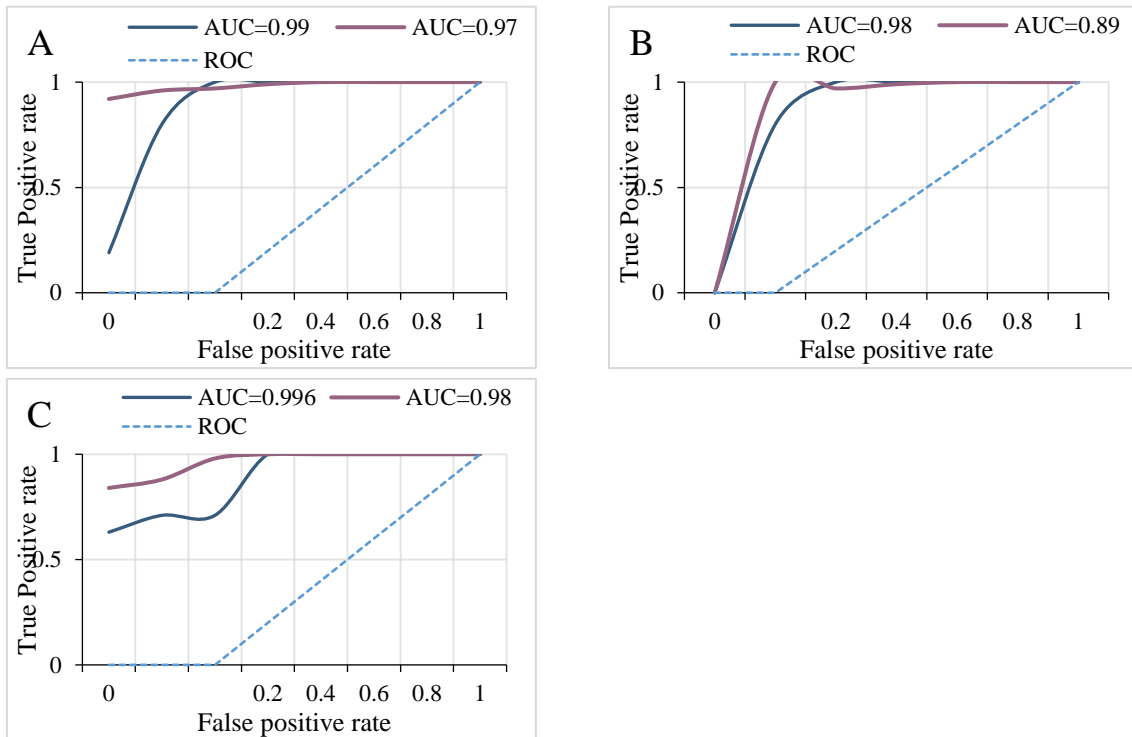 A
AUC=0.99 AUC=0.97
ROC
True Positive rate
1
0.5
0
0 0.2 0.4 0.6 0.8 1
False positive rate
B
AUC=0.98 AUC=0.89
ROC
True Positive rate
1
0.5
0
0 0.2 0.4 0.6 0.8 1
False positive rate
C
AUC=0.996 AUC=0.98
ROC
True Positive rate
1
0.5
0
0 0.2 0.4 0.6 0.8 1
False positive rate